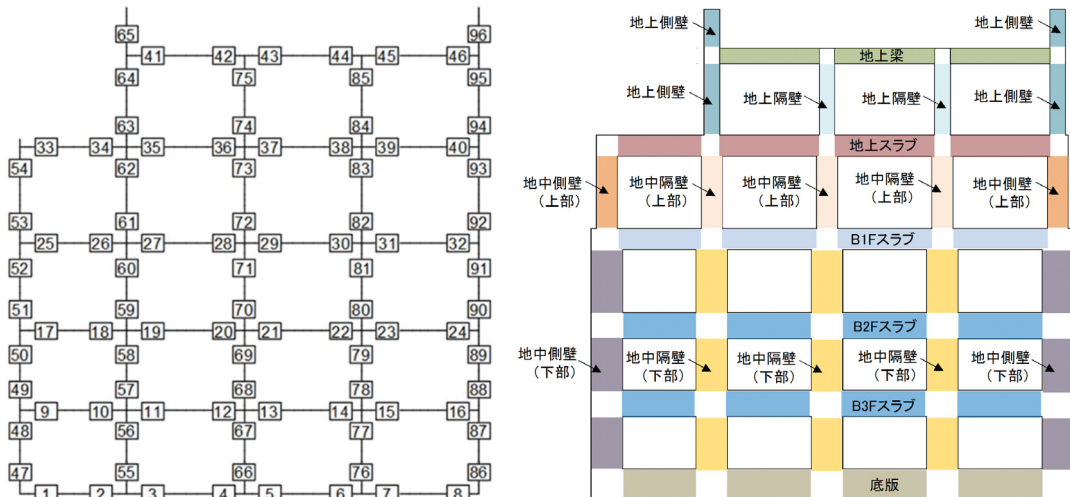 65 96
41 42 43 44 45 46
64 75 85 95
63 74 84 94
33 34 35 36 37 38 39 40
54 62 73 83 93
53 61 72 82 92
25 26 27 28 29 30 31 32
52 60 71 81 91
51 59 70 80 90
17 18 19 20 21 22 23 24
50 58 69 79 89
49 57 68 78 88
9 10 11 12 13 14 15 16
48 56 67 77 87
47 55 66 76 86
1 2 3 4 5 6 7 8
地上側壁
地上側壁
地上梁
地上側壁
地上隔壁
地上隔壁
地上側壁
地上スラブ
地中側壁
(上部)
地中隔壁
(上部)
地中隔壁
(上部)
地中隔壁
(上部)
地中側壁
(上部)
B1Fスラブ
B2Fスラブ
地中側壁
(下部)
地中隔壁
(下部)
地中隔壁
(下部)
地中隔壁
(下部)
地中側壁
(下部)
B3Fスラブ
底版